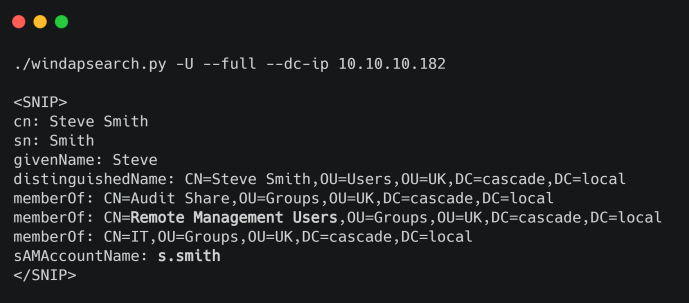 ./windapsearch.py -U --full --dc-ip 10.10.10.182
<SNIP>
cn: Steve Smith
sn: Smith
givenName: Steve
distinguishedName: CN=Steve Smith,OU=Users,OU=UK,DC=cascade,DC=local
memberOf: CN=Audit Share,OU=Groups,OU=UK,DC=cascade,DC=local
memberOf: CN=Remote Management Users,OU=Groups,OU=UK,DC=cascade,DC=local
memberOf: CN=IT,OU=Groups,OU=UK,DC=cascade,DC=local
sAMAccountName: s.smith
</SNIP>